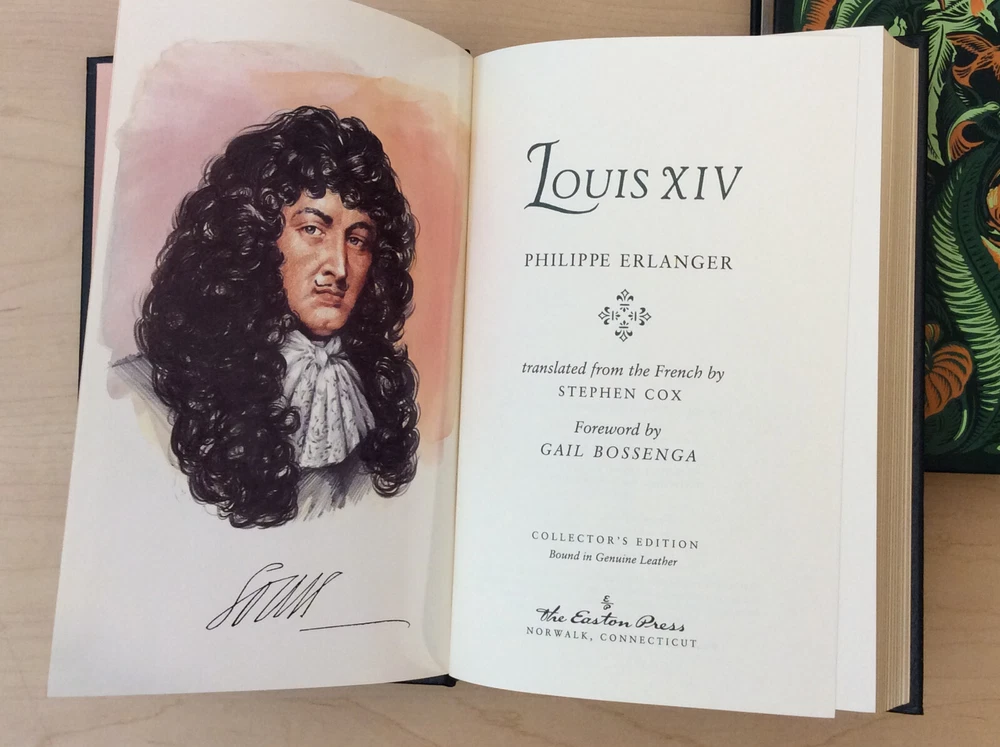 Louis
LOUIS XIV
PHILIPPE ERLANGER
translated from the French by
STEPHEN COX
Foreword by
GAIL BOSSENGA
COLLECTOR'S EDITION
Bound in Genuine Leather
E
P
The Easton Press
NORWALK, CONNECTICUT